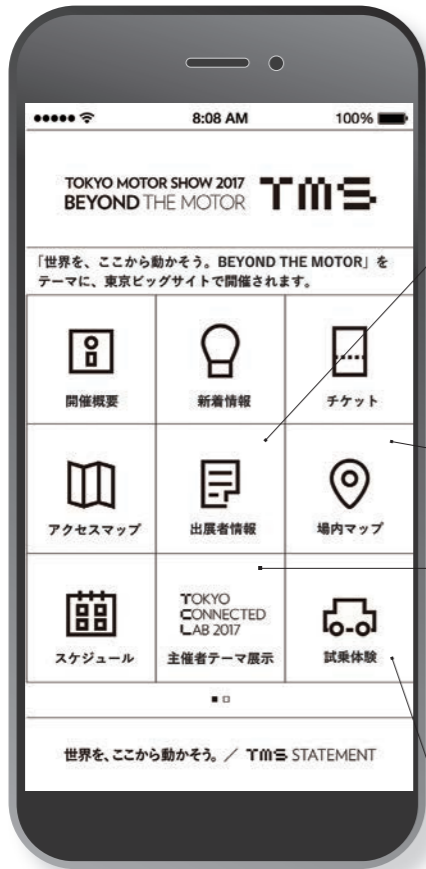 8:08 AM
100%
TOKYO MOTOR SHOW 2017
BEYOND THE MOTOR
TMS
「世界を、ここから動かそう。BEYOND THE MOTOR」を
テーマに、東京ビッグサイトで開催されます。
開催概要
新着情報
チケット
アクセスマップ
出展者情報
場内マップ
スケジュール
TOKYO
CONNECTED
LAB 2017
主催者テーマ展示
試乗体験
世界を、ここから動かそう。／ TMS STATEMENT